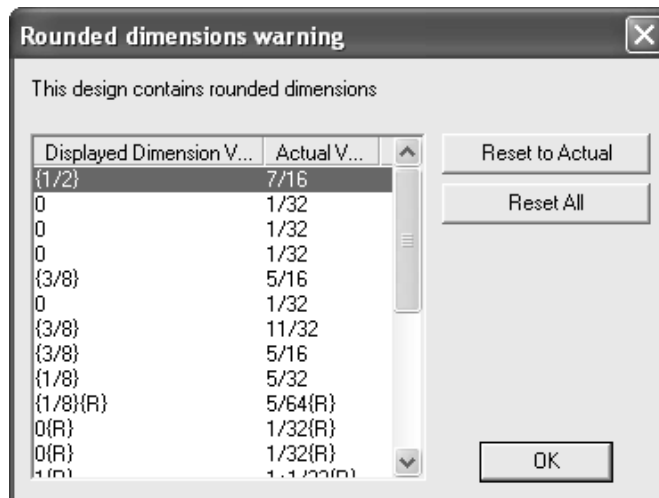 Rounded dimensions warning
This design contains rounded dimensions
Displayed Dimension V... Actual V...
{1/2} 7/16
0 1/32
0 1/32
0 1/32
{3/8} 5/16
0 1/32
{3/8} 11/32
{3/8} 5/16
{1/8} 5/32
{1/8}{R} 5/64{R}
0{R} 1/32{R}
0{R} 1/32{R}
Reset to Actual
Reset All
OK